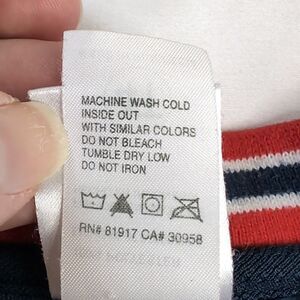 MACHINE WASH COLD
INSIDE OUT
WITH SIMILAR COLORS
DO NOT BLEACH
TUMBLE DRY LOW
DO NOT IRON
RN# 81917 CA# 30958